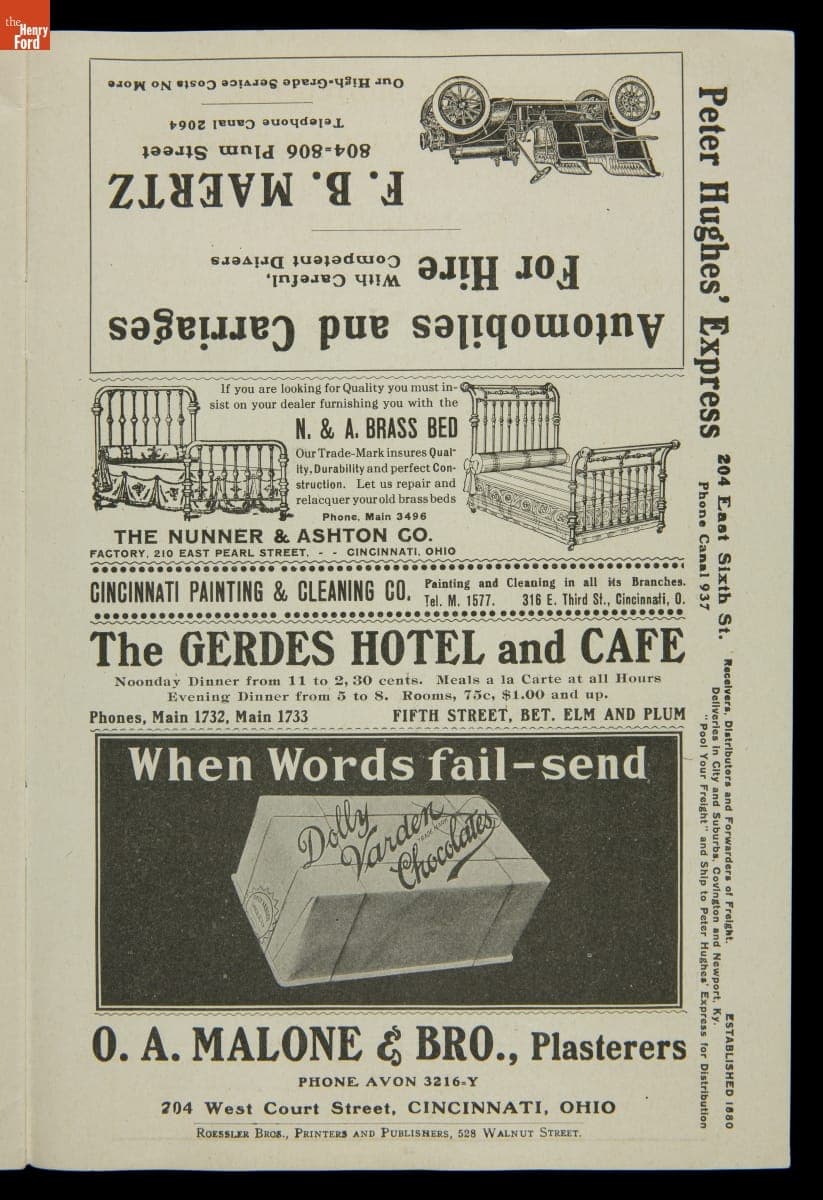 the
Henry
Ford
Automobiles and Carriages
For Hire
With Careful,
Competent Drivers
F. B. MAERTZ
804-806 Plum Street
Telephone Canal 2064
Our High-Grade Service Costs No More
If you are looking for Quality you must in-
sist on your dealer furnishing you with the
N. & A. BRASS BED
Our Trade-Mark insures Qual-
ity, Durability and perfect Con-
struction. Let us repair and
relacquer your old brass beds
Phone, Main 3496
THE NUNNER & ASHTON CO.
FACTORY, 210 EAST PEARL STREET, - - CINCINNATI, OHIO
CINCINNATI PAINTING & CLEANING CO.
Painting and Cleaning in all its Branches.
Tel. M. 1577. 316 E. Third St., Cincinnati, O.
The GERDES HOTEL and CAFE
Noonday Dinner from 11 to 2, 30 cents. Meals a la Carte at all Hours
Evening Dinner from 5 to 8. Rooms, 75c, $1.00 and up.
Phones, Main 1732, Main 1733 FIFTH STREET, BET. ELM AND PLUM
When Words fail-send
Dolly
Varden
TRADE MARK
Chocolates
O. A. MALONE & BRO., Plasterers
PHONE AVON 3216-Y
204 West Court Street, CINCINNATI, OHIO
ROESSLER BROS., PRINTERS AND PUBLISHERS, 528 WALNUT STREET.
Peter Hughes' Express
204 East Sixth St.
Phone Canal 937
Receivers, Distributors and Forwarders of Freight. ESTABLISHED 1880
Deliveries in City and Suburbs, Covington and Newport, Ky.
"Pool Your Freight" and Ship to Peter Hughes' Express for Distribution